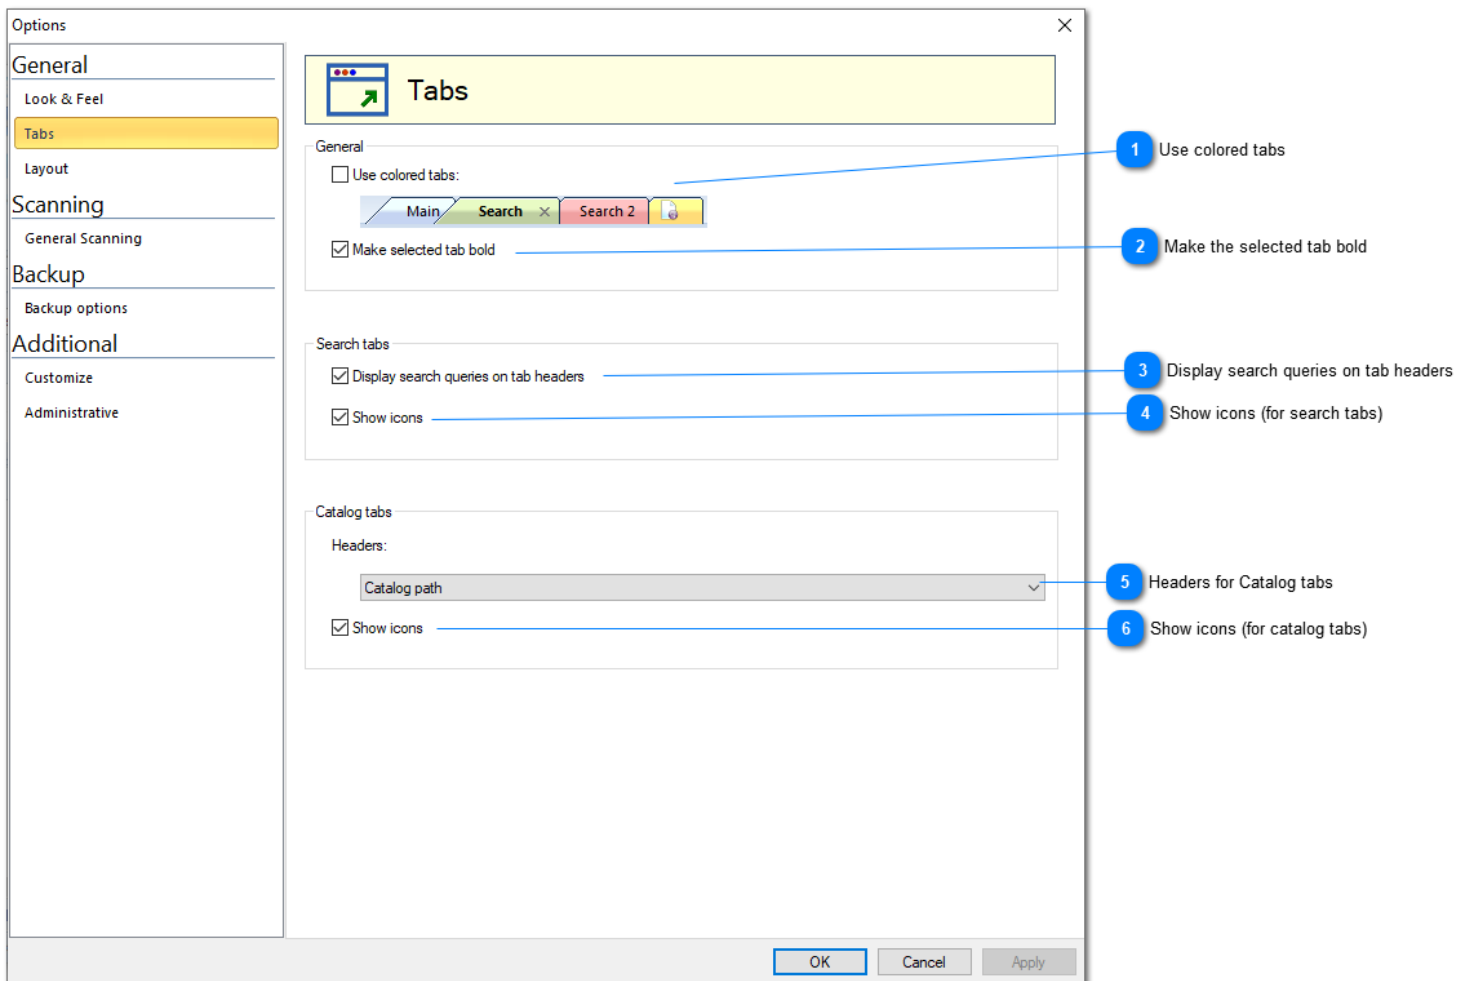 Options
General
Look & Feel
Tabs
Layout
Scanning
General Scanning
Backup
Backup options
Additional
Customize
Administrative
Tabs
General
Use colored tabs:
Main Search Search 2
Make selected tab bold
Search tabs
Display search queries on tab headers
Show icons
Catalog tabs
Headers:
Catalog path
Show icons
OK Cancel Apply
1 Use colored tabs
2 Make the selected tab bold
3 Display search queries on tab headers
4 Show icons (for search tabs)
5 Headers for Catalog tabs
6 Show icons (for catalog tabs)